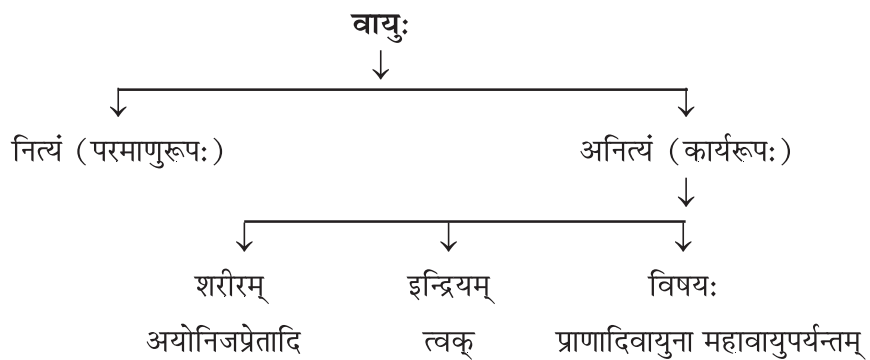 वायुः
नित्यं (परमाणुरूपः) अनित्यं (कार्यरूपः)
शरीरम् इन्द्रियम् विषयः
अयोनिजप्रेतादि त्वक् प्राणादिवायुना महावायुपर्यन्तम्